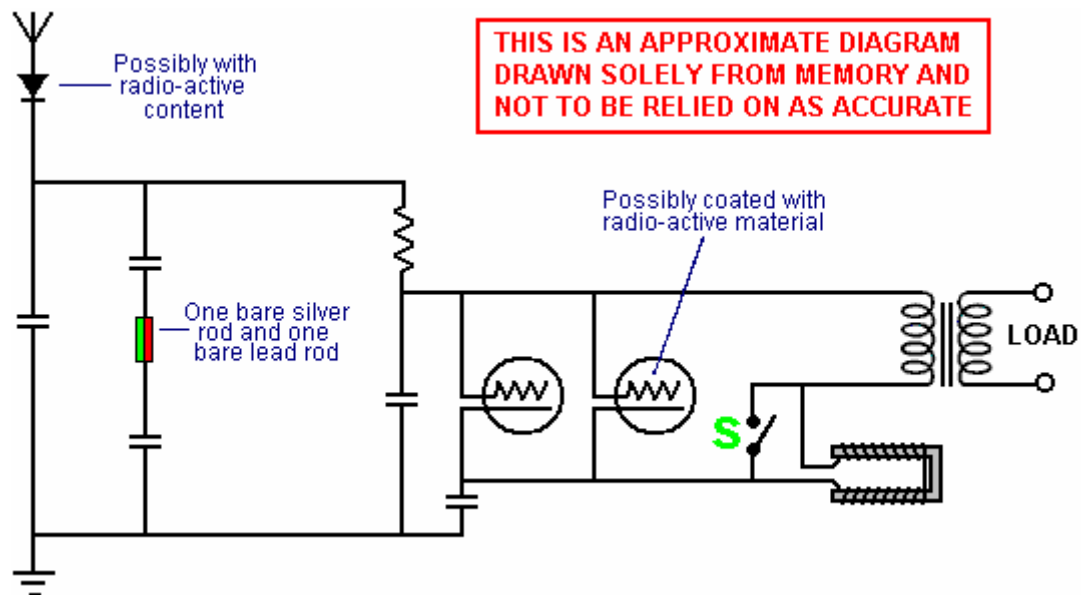 THIS IS AN APPROXIMATE DIAGRAM
DRAWN SOLELY FROM MEMORY AND
NOT TO BE RELIED ON AS ACCURATE
Possibly with
radio-active
content
Possibly coated with
radio-active material
One bare silver
rod and one
bare lead rod
LOAD
S